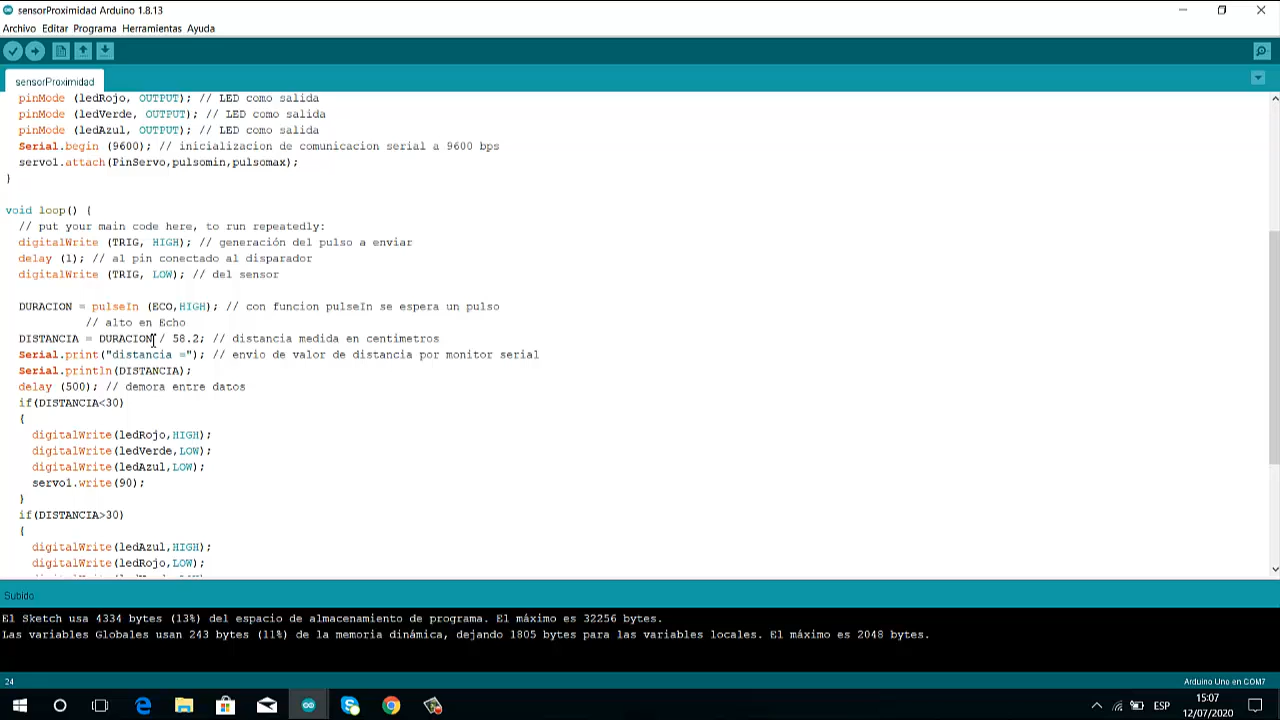 sensorProximidad Arduino 1.8.13
Archivo Editar Programa Herramientas Ayuda
sensorProximidad
pinMode (ledRojo, OUTPUT); // LED como salida
pinMode (ledVerde, OUTPUT); // LED como salida
pinMode (ledAzul, OUTPUT); // LED como salida
Serial.begin (9600); // inicializacion de comunicacion serial a 9600 bps
servo1.attach(PinServo,pulsomin,pulsomax);
}
void loop() {
// put your main code here, to run repeatedly:
digitalWrite (TRIG, HIGH); // generación del pulso a enviar
delay (1); // al pin conectado al disparador
digitalWrite (TRIG, LOW); // del sensor
DURACION = pulseIn (ECO,HIGH); // con funcion pulseIn se espera un pulso
// alto en Echo
DISTANCIA = DURACION / 58.2; // distancia medida en centimetros
Serial.print("distancia ="); // envio de valor de distancia por monitor serial
Serial.println(DISTANCIA);
delay (500); // demora entre datos
if(DISTANCIA<30)
{
digitalWrite(ledRojo,HIGH);
digitalWrite(ledVerde,LOW);
digitalWrite(ledAzul,LOW);
servo1.write(90);
}
if(DISTANCIA>30)
{
digitalWrite(ledAzul,HIGH);
digitalWrite(ledRojo,LOW);
Subido
El Sketch usa 4334 bytes (13%) del espacio de almacenamiento de programa. El máximo es 32256 bytes.
Las variables Globales usan 243 bytes (11%) de la memoria dinámica, dejando 1805 bytes para las variables locales. El máximo es 2048 bytes.
24
Arduino Uno en COM7
ESP
15:07
12/07/2020